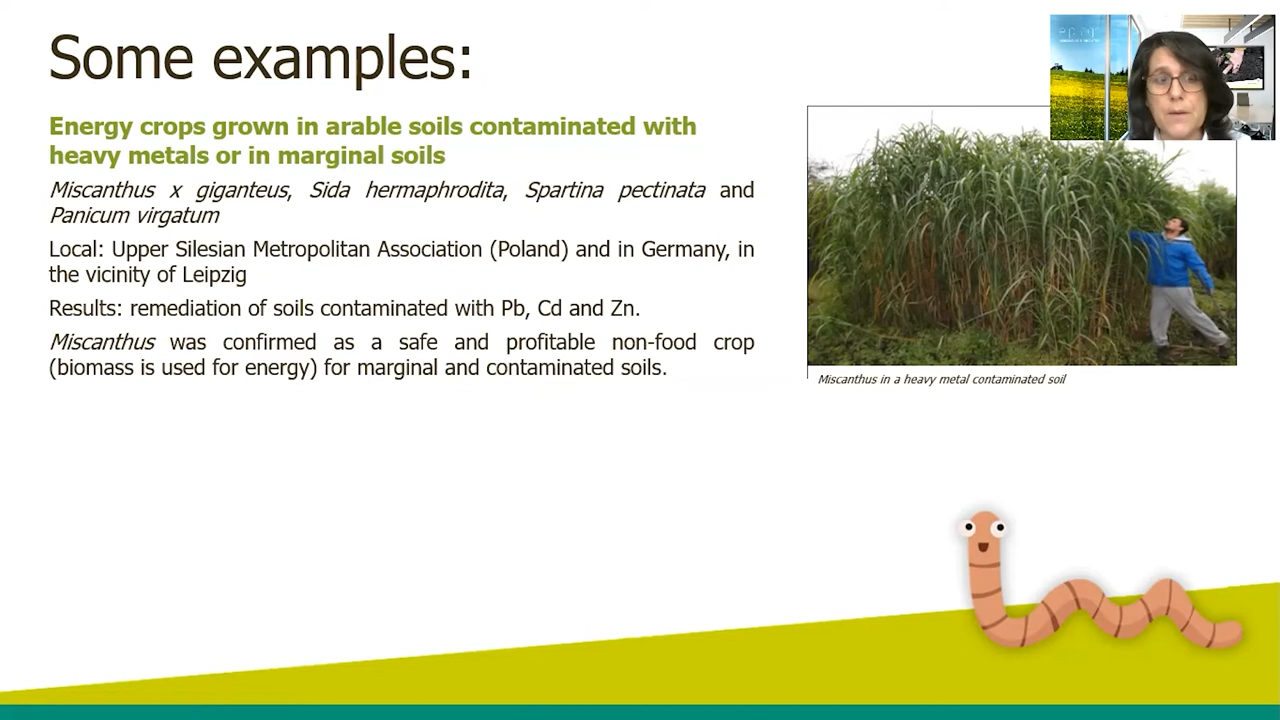 Some examples:
Energy crops grown in arable soils contaminated with
heavy metals or in marginal soils
Miscanthus x giganteus, Sida hermaphrodita, Spartina pectinata and
Panicum virgatum
Local: Upper Silesian Metropolitan Association (Poland) and in Germany, in
the vicinity of Leipzig
Results: remediation of soils contaminated with Pb, Cd and Zn.
Miscanthus was confirmed as a safe and profitable non-food crop
(biomass is used for energy) for marginal and contaminated soils.
Miscanthus in a heavy metal contaminated soil